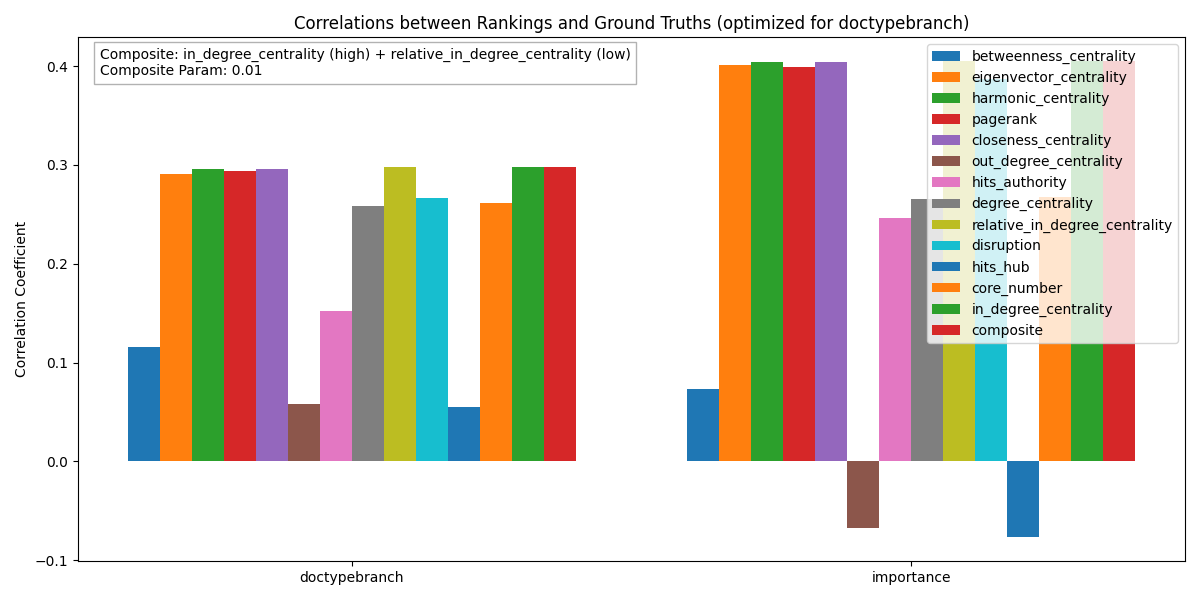 Correlations between Rankings and Ground Truths (optimized for doctypebranch)
Composite: in_degree_centrality (high) + relative_in_degree_centrality (low)
Composite Param: 0.01
betweenness_centrality
eigenvector_centrality
harmonic_centrality
pagerank
closeness_centrality
out_degree_centrality
hits_authority
degree_centrality
relative_in_degree_centrality
disruption
hits_hub
core_number
in_degree_centrality
composite
Correlation Coefficient
0.4
0.3
0.2
0.1
0.0
−0.1
doctypebranch
importance